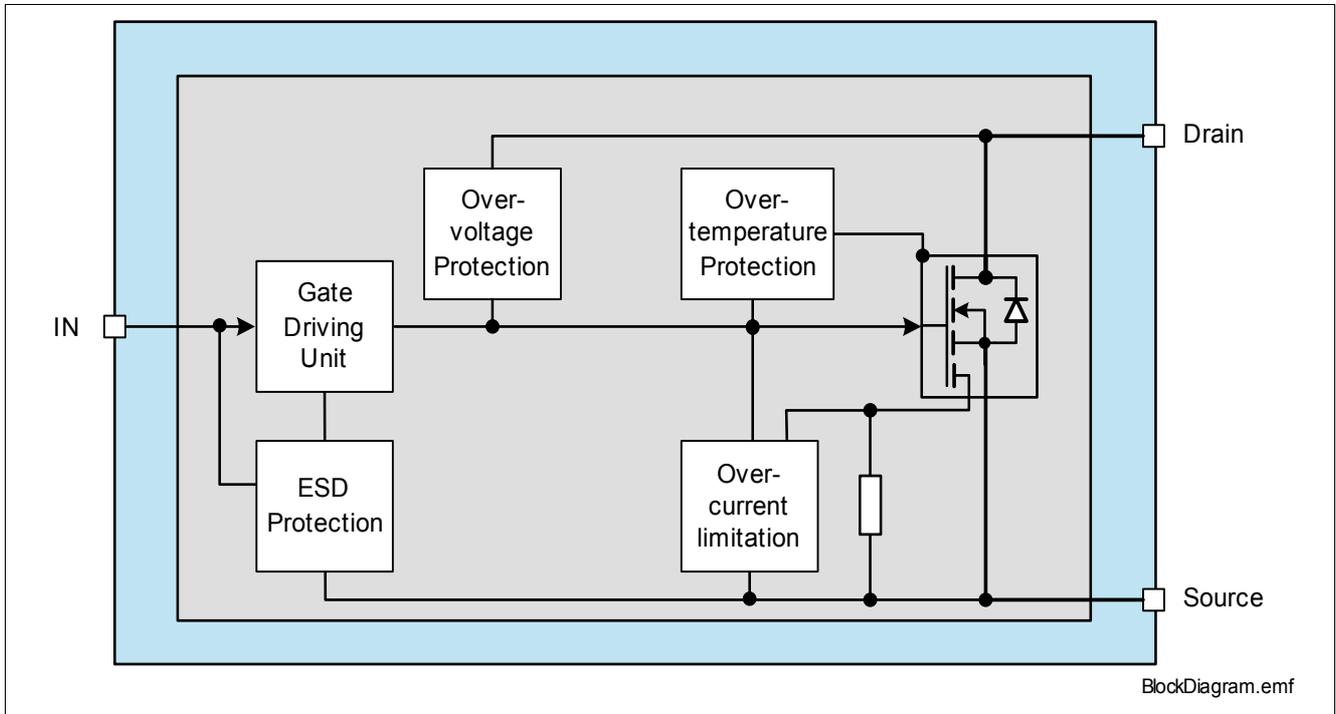 Drain
Over-
voltage
Protection
Over-
temperature
Protection
Gate
Driving
Unit
IN
ESD
Protection
Over-
current
limitation
Source
BlockDiagram.emf